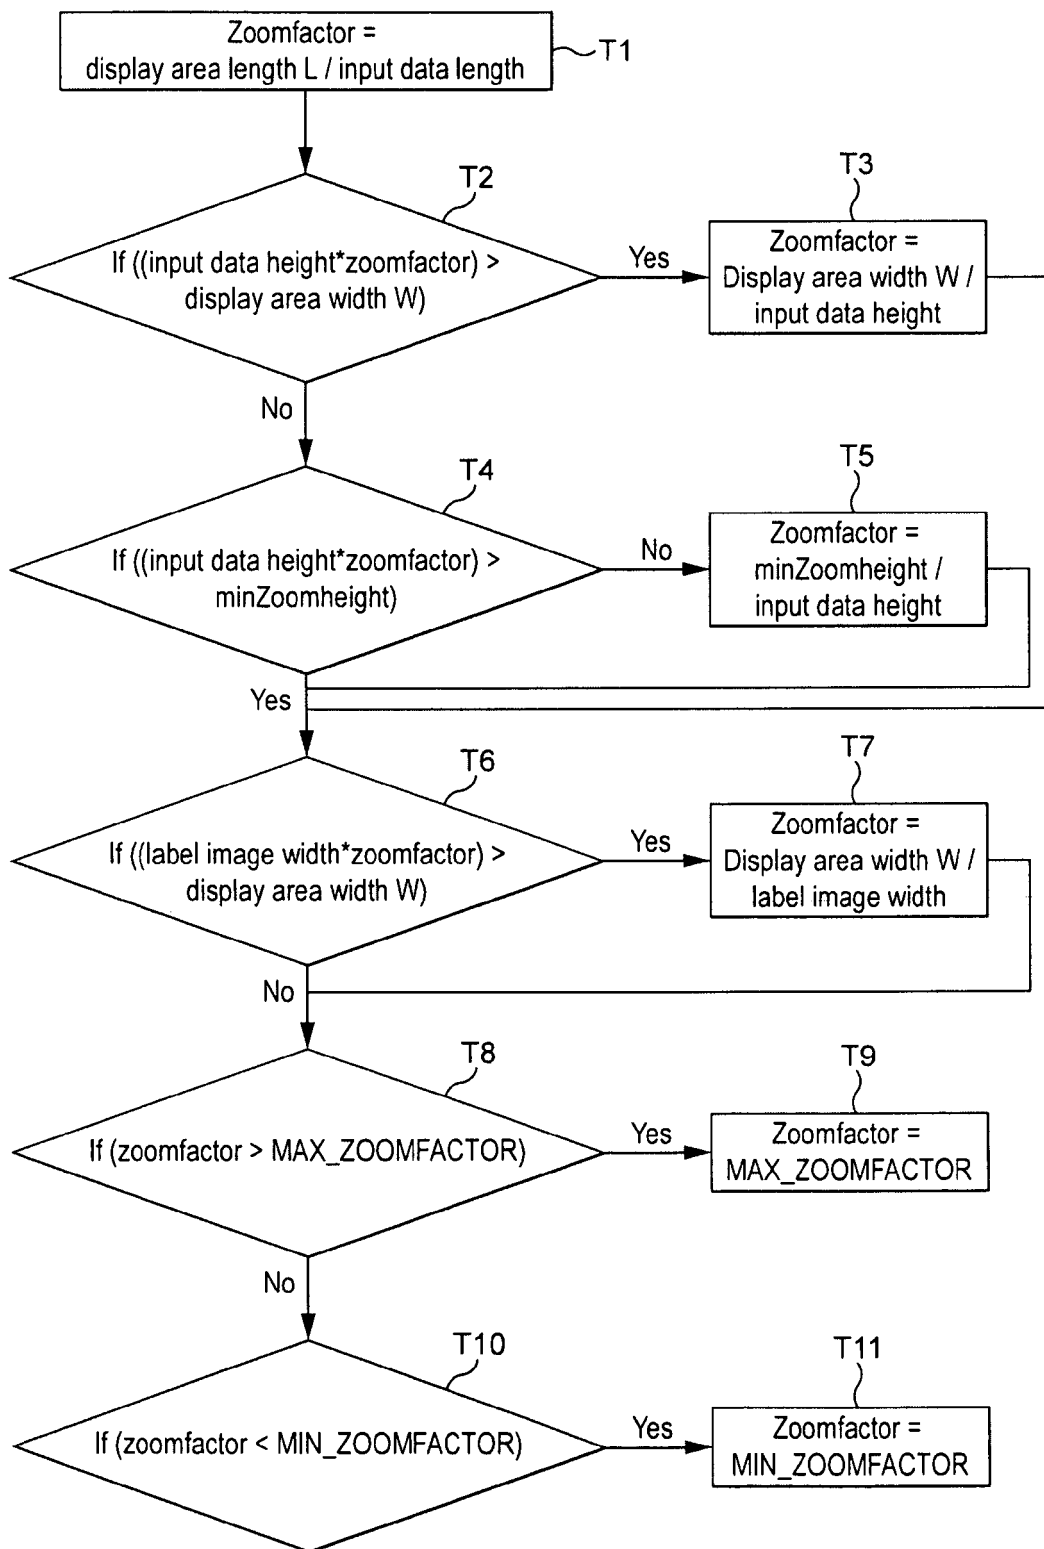 Zoomfactor =
display area length L / input data length
T1
T2
If ((input data height*zoomfactor) >
display area width W)
Yes
T3
Zoomfactor =
Display area width W /
input data height
No
T4
If ((input data height*zoomfactor) >
minZoomheight)
No
T5
Zoomfactor =
minZoomheight /
input data height
Yes
T6
If ((label image width*zoomfactor) >
display area width W)
Yes
T7
Zoomfactor =
Display area width W /
label image width
No
T8
If (zoomfactor > MAX_ZOOMFACTOR)
Yes
T9
Zoomfactor =
MAX_ZOOMFACTOR
No
T10
If (zoomfactor < MIN_ZOOMFACTOR)
Yes
T11
Zoomfactor =
MIN_ZOOMFACTOR